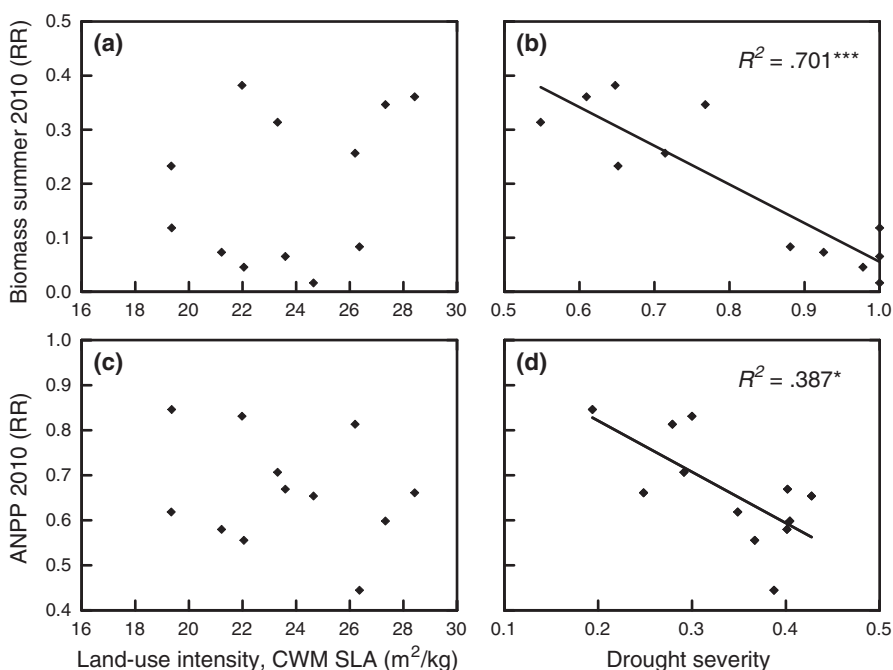 Biomass summer 2010 (RR)
0.5
0.4
0.3
0.2
0.1
0.0
(a)
16 18 20 22 24 26 28 30
(b)
R² = .701***
0.5 0.6 0.7 0.8 0.9 1.0
ANPP 2010 (RR)
1.0
0.9
0.8
0.7
0.6
0.5
0.4
(c)
16 18 20 22 24 26 28 30
Land-use intensity, CWM SLA (m²/kg)
(d)
R² = .387*
0.1 0.2 0.3 0.4 0.5
Drought severity